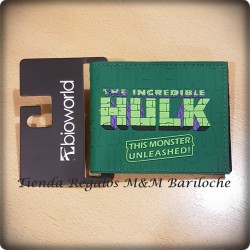 bioworld
THE INCREDIBLE
HULK
THIS MONSTER
UNLEASHED!
Tienda Regalos M&M Bariloche